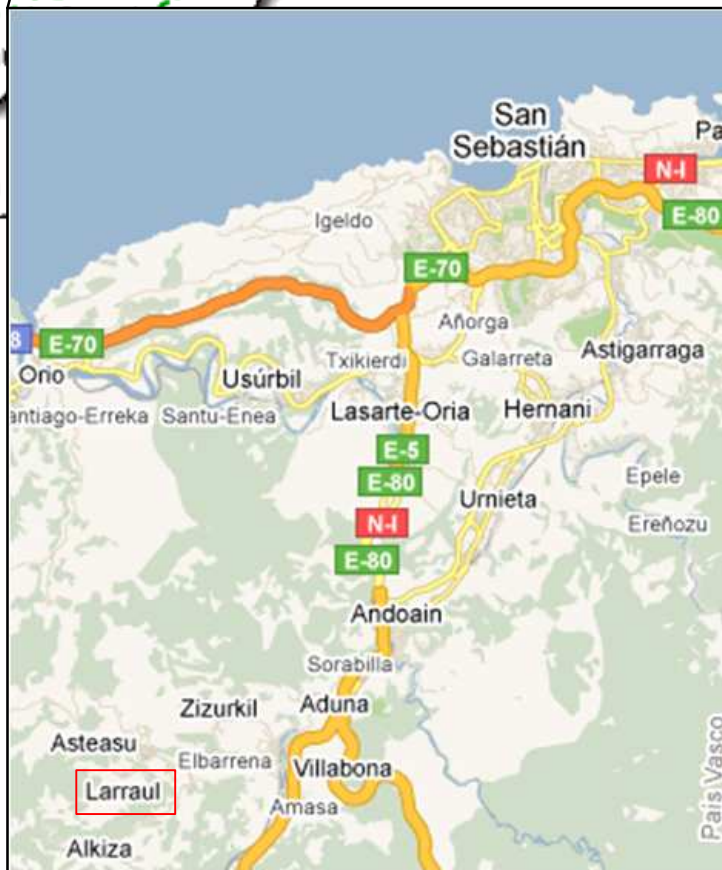 San
Sebastián
Pa
N-I
E-80
Igeldo
E-70
Añorga
8
E-70
Txikierdi
Galarreta
Astigarraga
Orio
Usúrbil
antiago-Erreka
Santu-Enea
Lasarte-Oria
Hernani
E-5
E-80
Epele
Urnieta
N-I
Ereñozu
E-80
Andoain
Sorabilla
Zizurkil
Aduna
Asteasu
Elbarrena
Villabona
Larraul
Amasa
Alkiza
País Vasco